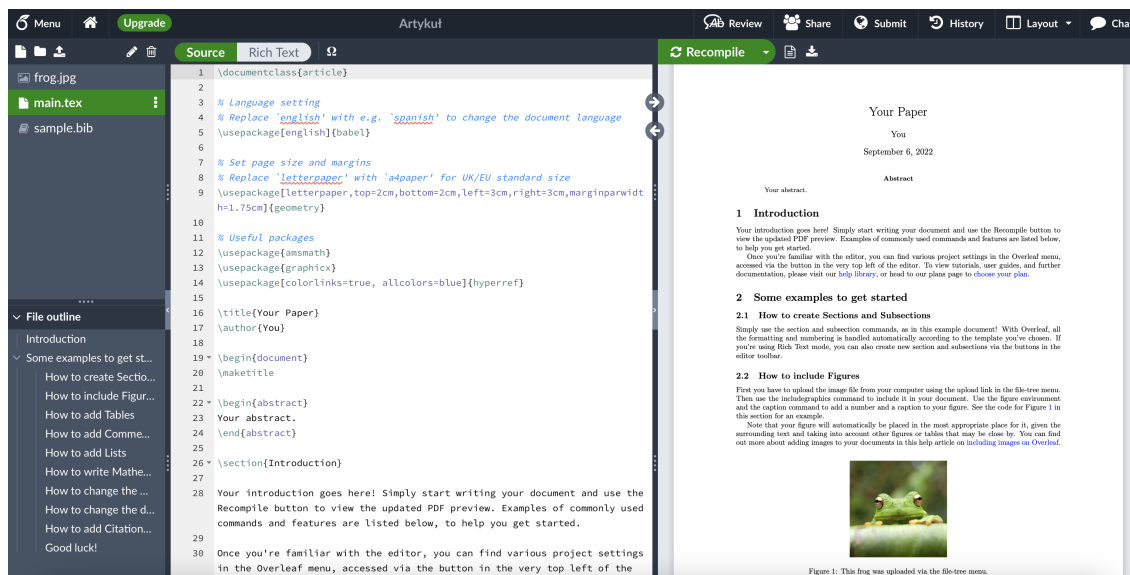 Menu Upgrade Artykuł Review Share Submit History Layout Cha
Source Rich Text Ω Recompile
frog.jpg
main.tex
sample.bib
File outline
Introduction
Some examples to get st...
How to create Sectio...
How to include Figur...
How to add Tables
How to add Comme...
How to add Lists
How to write Mathe...
How to change the ...
How to change the d...
How to add Citation...
Good luck!
1 \documentclass{article}
2
3 % Language setting
4 % Replace `english' with e.g. `spanish' to change the document language
5 \usepackage[english]{babel}
6
7 % Set page size and margins
8 % Replace `letterpaper' with `a4paper' for UK/EU standard size
9 \usepackage[letterpaper,top=2cm,bottom=2cm,left=3cm,right=3cm,marginparwidt
h=1.75cm]{geometry}
10
11 % Useful packages
12 \usepackage{amsmath}
13 \usepackage{graphicx}
14 \usepackage[colorlinks=true, allcolors=blue]{hyperref}
15
16 \title{Your Paper}
17 \author{You}
18
19 \begin{document}
20 \maketitle
21
22 \begin{abstract}
23 Your abstract.
24 \end{abstract}
25
26 \section{Introduction}
27
28 Your introduction goes here! Simply start writing your document and use the
Recompile button to view the updated PDF preview. Examples of commonly used
commands and features are listed below, to help you get started.
29
30 Once you're familiar with the editor, you can find various project settings
in the Overleaf menu, accessed via the button in the very top left of the
Your Paper
You
September 6, 2022
Abstract
Your abstract.
1 Introduction
Your introduction goes here! Simply start writing your document and use the Recompile button to
view the updated PDF preview. Examples of commonly used commands and features are listed below,
to help you get started.
Once you're familiar with the editor, you can find various project settings in the Overleaf menu,
accessed via the button in the very top left of the editor. To view tutorials, user guides, and further
documentation, please visit our help library, or head to our plans page to choose your plan.
2 Some examples to get started
2.1 How to create Sections and Subsections
Simply use the section and subsection commands, as in this example document! With Overleaf, all
the formatting and numbering is handled automatically according to the template you've chosen. If
you're using Rich Text mode, you can also create new section and subsections via the buttons in the
editor toolbar.
2.2 How to include Figures
First you have to upload the image file from your computer using the upload link in the file-tree menu.
Then use the includegraphics command to include it in your document. Use the figure environment
and the caption command to add a number and a caption to your figure. See the code for Figure 1 in
this section for an example.
Note that your figure will automatically be placed in the most appropriate place for it, given the
surrounding text and taking into account other figures or tables that may be close by. You can find
out more about adding images to your documents in this help article on including images on Overleaf.
Figure 1: This frog was uploaded via the file-tree menu.